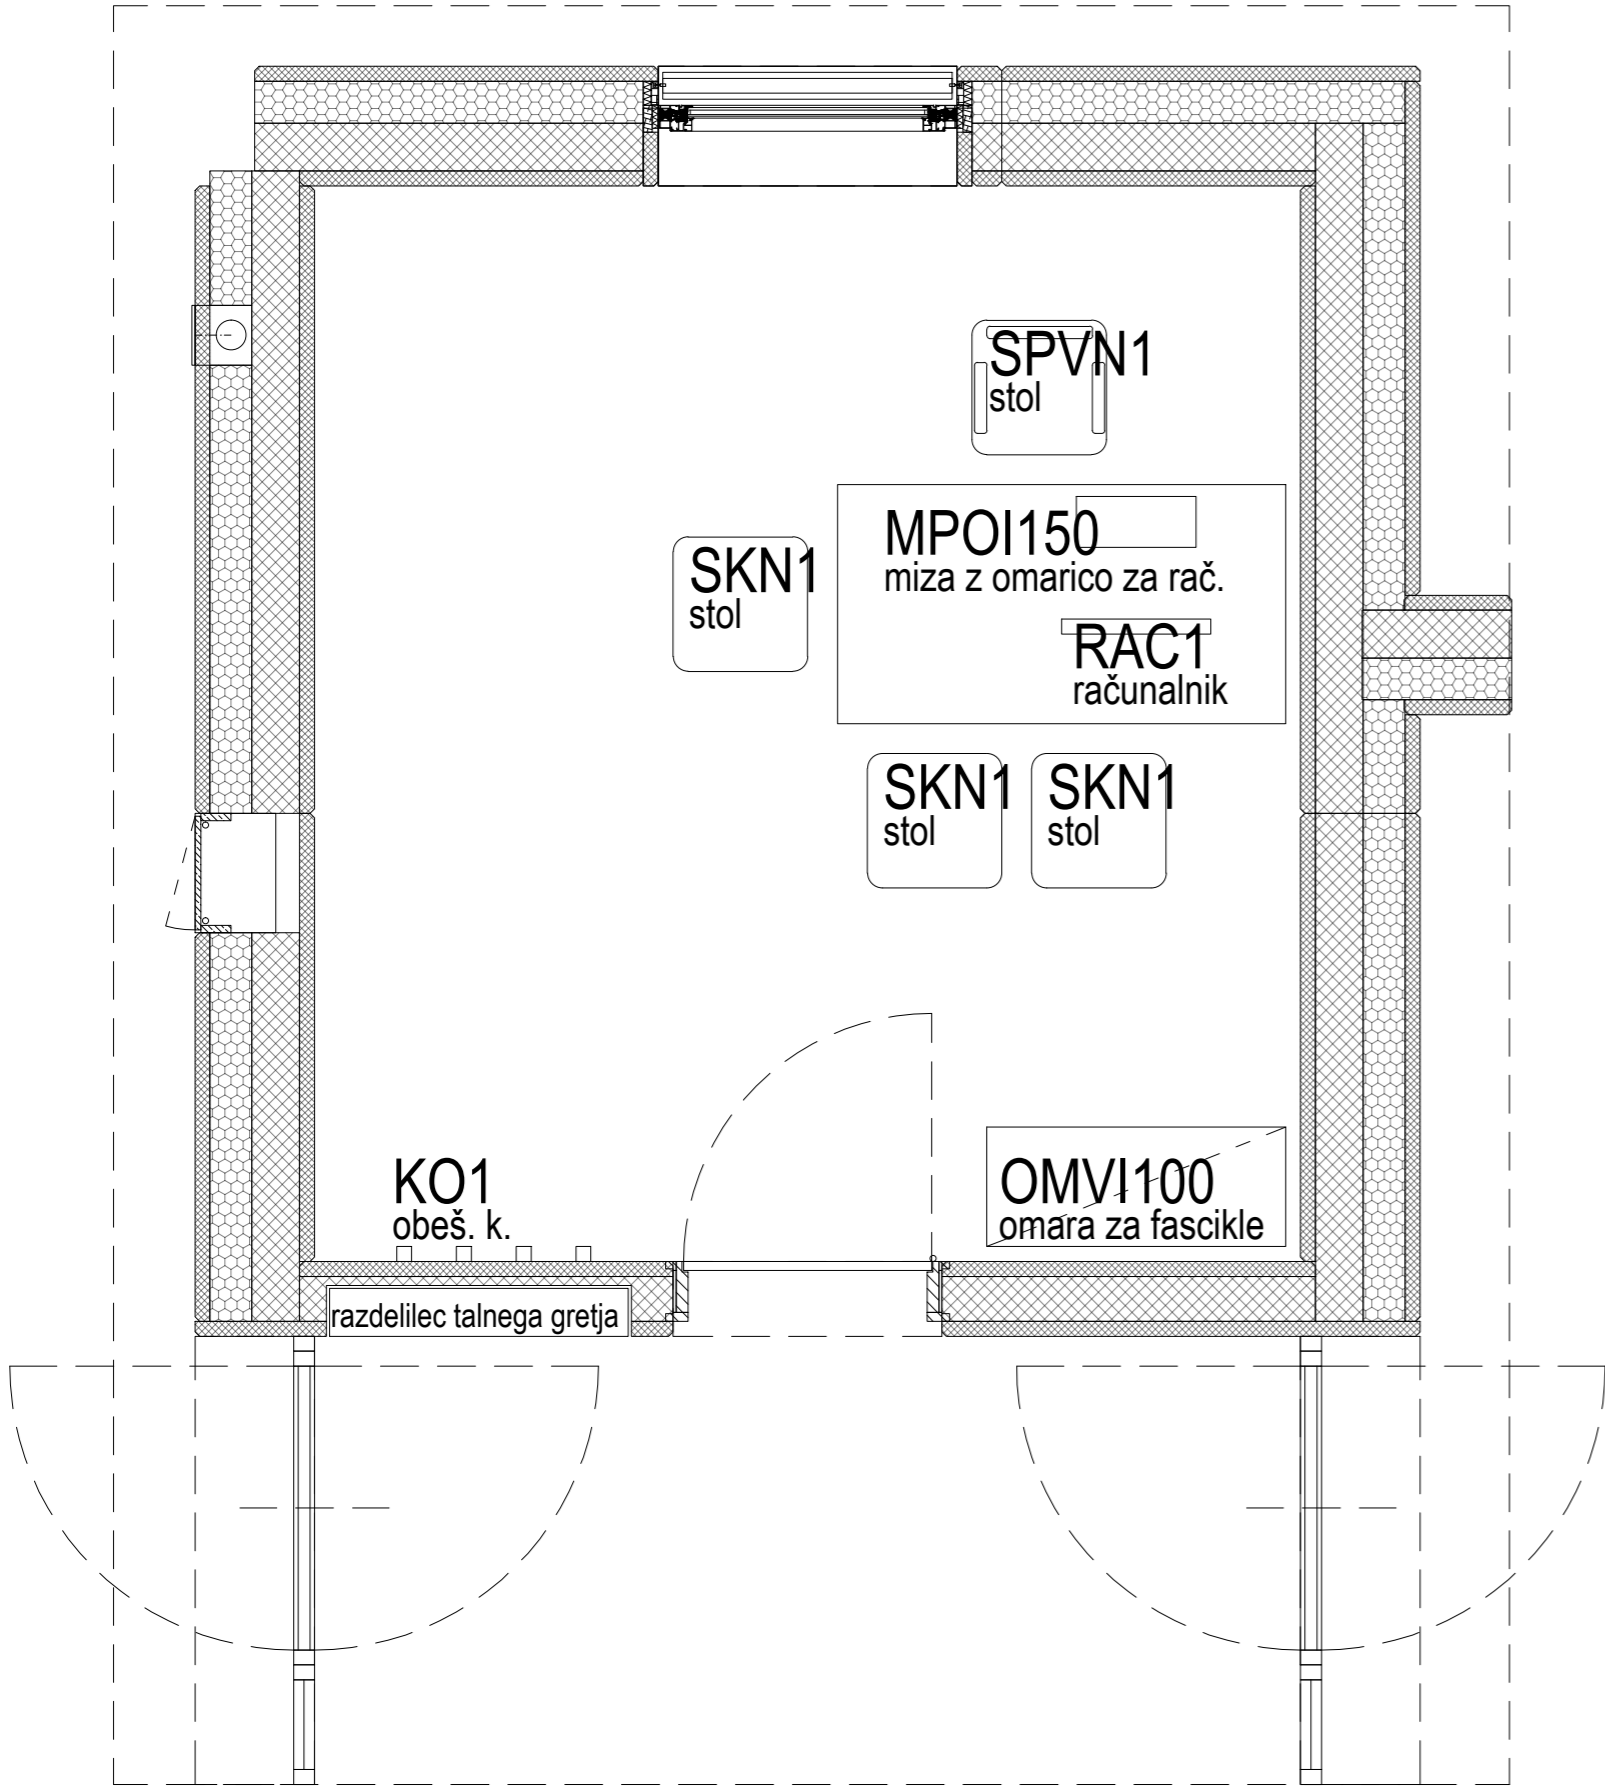 SPVN1
stol
MPOI150
miza z omarico za rač.
SKN1
stol
RAC1
računalnik
SKN1
stol
SKN1
stol
KO1
obeš. k.
OMVI100
omara za fascikle
razdelilec talnega gretja